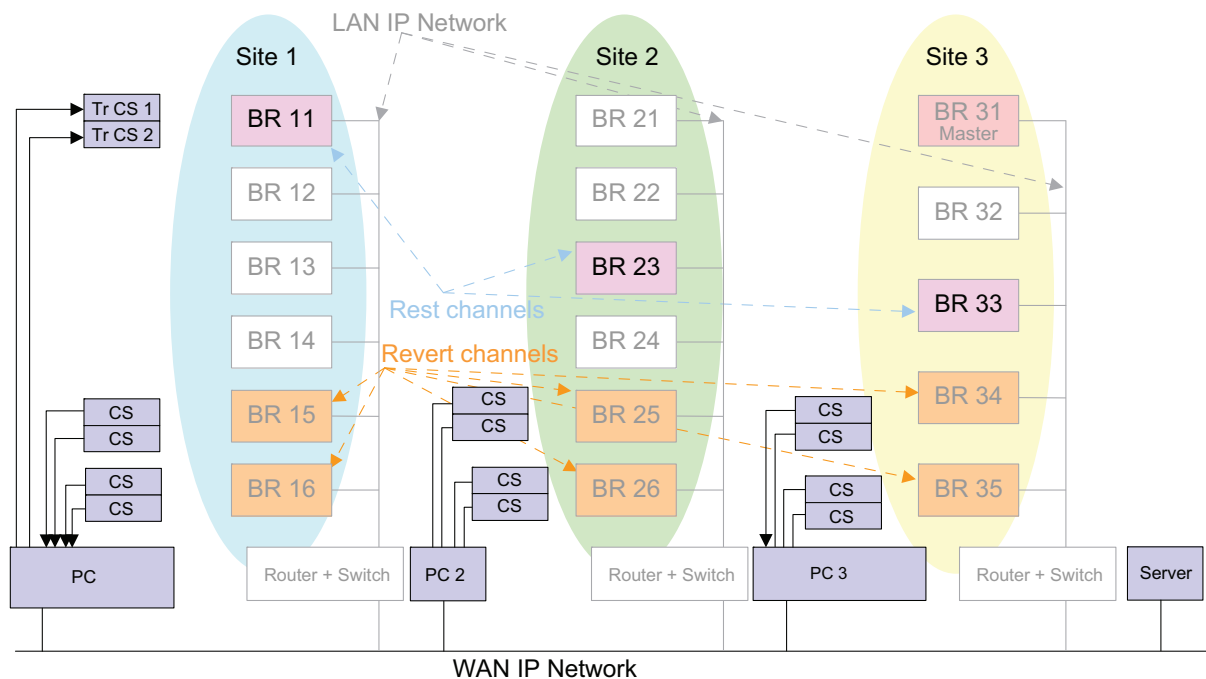 LAN IP Network
Site 1
Site 2
Site 3
Tr CS 1
Tr CS 2
BR 11
BR 21
BR 31
Master
BR 12
BR 22
BR 32
BR 13
BR 23
BR 33
Rest channels
BR 14
BR 24
Revert channels
BR 15
BR 25
BR 34
CS
CS
CS
CS
CS
CS
BR 16
BR 26
BR 35
CS
CS
CS
CS
CS
CS
PC
Router + Switch
PC 2
Router + Switch
PC 3
Router + Switch
Server
WAN IP Network